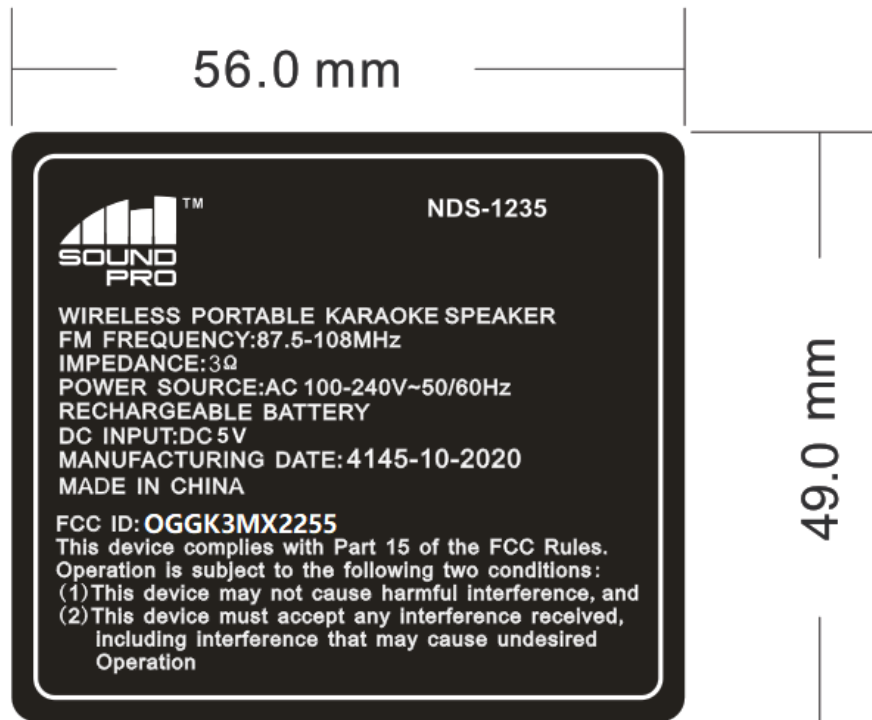 56.0 mm
TM
NDS-1235
SOUND
PRO
WIRELESS PORTABLE KARAOKE SPEAKER
FM FREQUENCY:87.5-108MHz
IMPEDANCE:3Ω
POWER SOURCE:AC 100-240V~50/60Hz
RECHARGEABLE BATTERY
DC INPUT:DC 5V
MANUFACTURING DATE:4145-10-2020
MADE IN CHINA
FCC ID: OGGK3MX2255
This device complies with Part 15 of the FCC Rules.
Operation is subject to the following two conditions:
(1)This device may not cause harmful interference, and
(2)This device must accept any interference received,
including interference that may cause undesired
Operation
49.0 mm